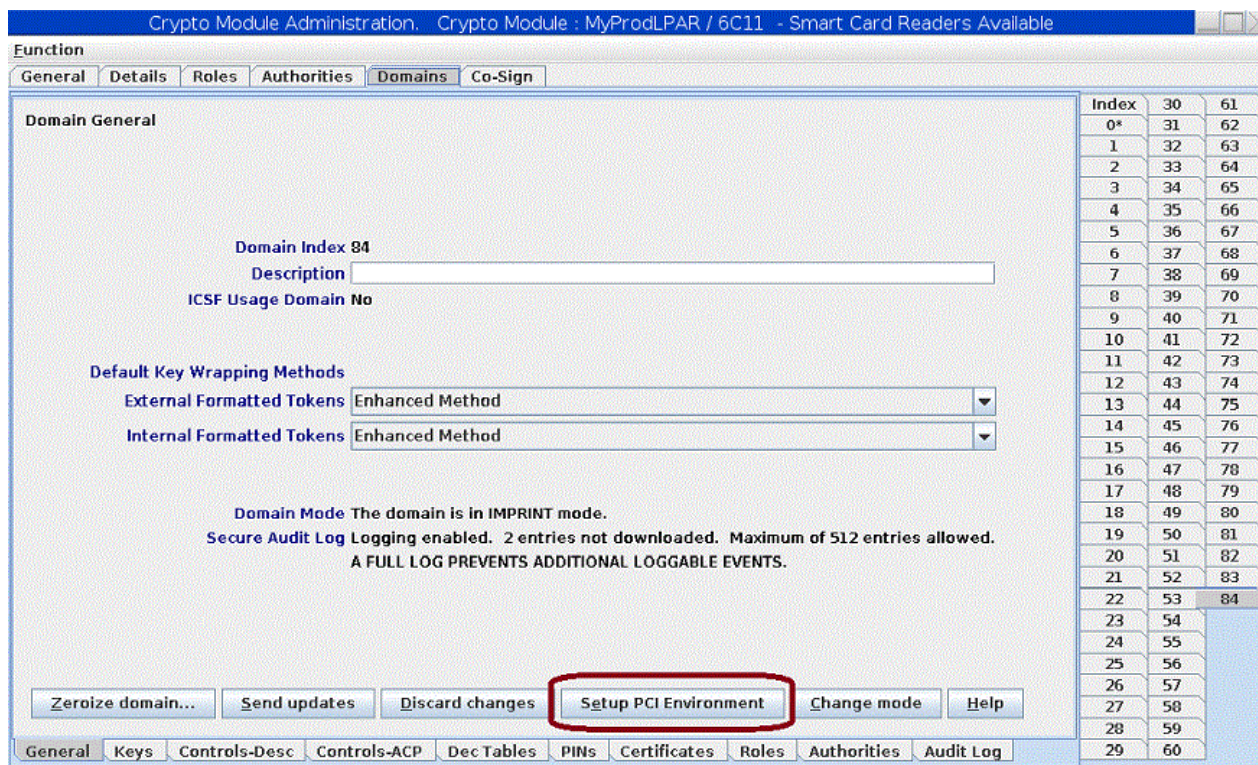 Crypto Module Administration. Crypto Module : MyProdLPAR / 6C11 - Smart Card Readers Available
Function
General Details Roles Authorities Domains Co-Sign
Domain General
Domain Index 84
Description
ICSF Usage Domain No
Default Key Wrapping Methods
External Formatted Tokens Enhanced Method
Internal Formatted Tokens Enhanced Method
Domain Mode The domain is in IMPRINT mode.
Secure Audit Log Logging enabled. 2 entries not downloaded. Maximum of 512 entries allowed.
A FULL LOG PREVENTS ADDITIONAL LOGGABLE EVENTS.
Zeroize domain... Send updates Discard changes Setup PCI Environment Change mode Help
General Keys Controls-Desc Controls-ACP Dec Tables PINs Certificates Roles Authorities Audit Log
Index 30 61
0* 31 62
1 32 63
2 33 64
3 34 65
4 35 66
5 36 67
6 37 68
7 38 69
8 39 70
9 40 71
10 41 72
11 42 73
12 43 74
13 44 75
14 45 76
15 46 77
16 47 78
17 48 79
18 49 80
19 50 81
20 51 82
21 52 83
22 53 84
23 54
24 55
25 56
26 57
27 58
28 59
29 60